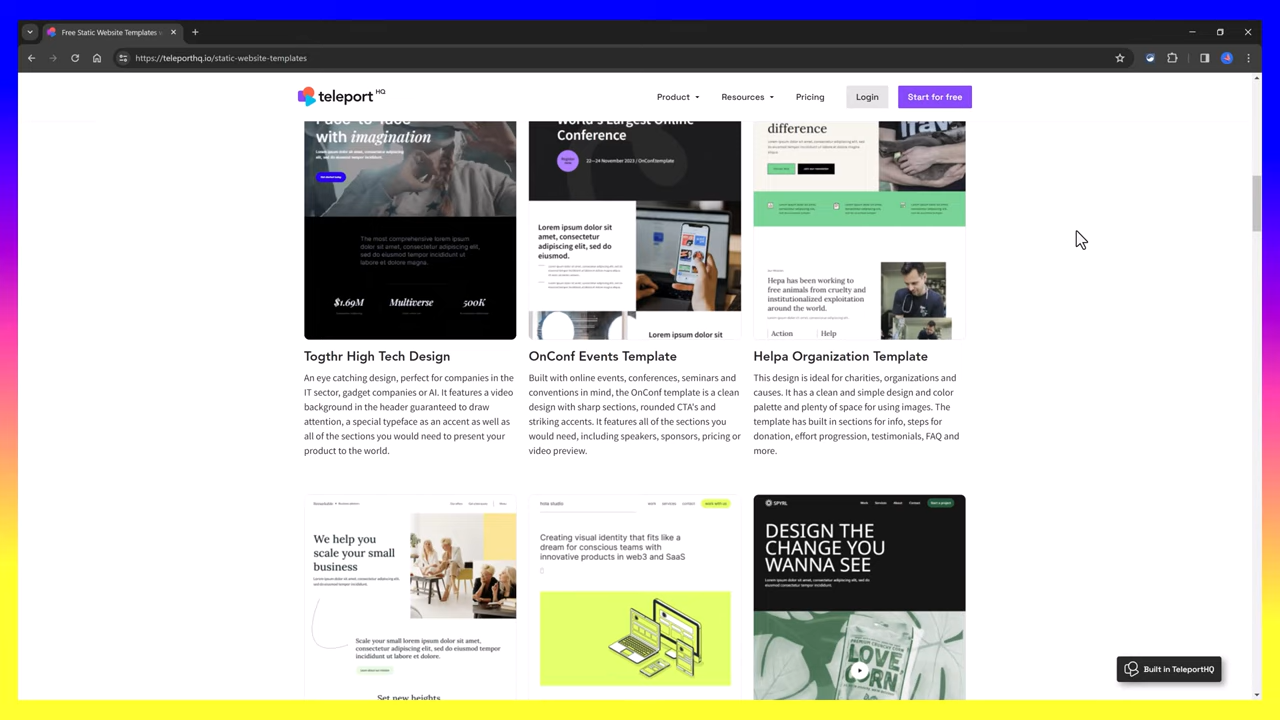 Free Static Website Templates
https://teleporthq.io/static-website-templates
teleport HQ
Product
Resources
Pricing
Login
Start for free
Face-to-face
with imagination
$1.69M
Multiverse
500K
World's Largest Online
Conference
22-24 November 2023 / OnConf.template
Lorem ipsum dolor sit
amet, consectetur
adipiscing elit, sed do
eiusmod.
Lorem ipsum dolor sit
difference
Hepa has been working to
free animals from cruelty and
institutionalized exploitation
around the world.
Action
Help
The most comprehensive lorem ipsum
dolor sit amet, consectetur adipiscing
elit, sed do eiusmod tempor incididunt ut
labore et dolore magna.
Togthr High Tech Design
An eye catching design, perfect for companies in the
IT sector, gadget companies or AI. It features a video
background in the header guaranteed to draw
attention, a special typeface as an accent as well as
all of the sections you would need to present your
product to the world.
OnConf Events Template
Built with online events, conferences, seminars and
conventions in mind, the OnConf template is a clean
design with sharp sections, rounded CTA's and
striking accents. It features all of the sections you
would need, including speakers, sponsors, pricing or
video preview.
Helpa Organization Template
This design is ideal for charities, organizations and
causes. It has a clean and simple design and color
palette and plenty of space for using images. The
template has built in sections for info, steps for
donation, effort progression, testimonials, FAQ and
more.
We help you
scale your small
business
Scale your small lorem ipsum dolor sit
amet, consectetur adipiscing elit, sed do
eiusmod tempor incididunt ut labore et dolore.
Set new heights
Creating visual identity that fits like a
dream for conscious teams with
innovative products in web3 and SaaS
SPYRL
DESIGN THE
CHANGE YOU
WANNA SEE
LOVE
CORN
Built in TeleportHQ